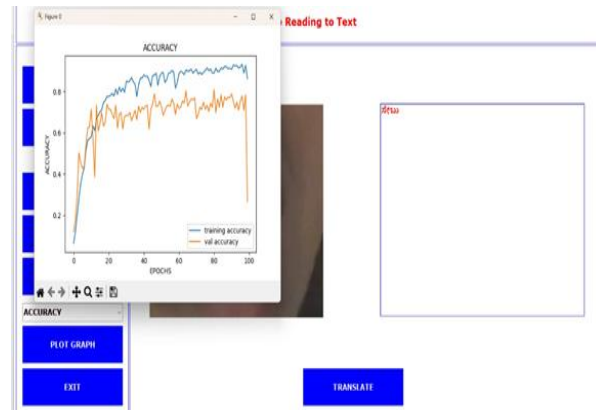 Figure 0
Reading to Text
ACCURACY
ACCURACY
0.8
0.6
0.4
0.2
0 20 40 60 80 100
EPOCHS
training accuracy
val accuracy
ACCURACY
PLOT GRAPH
EXIT
TRANSLATE